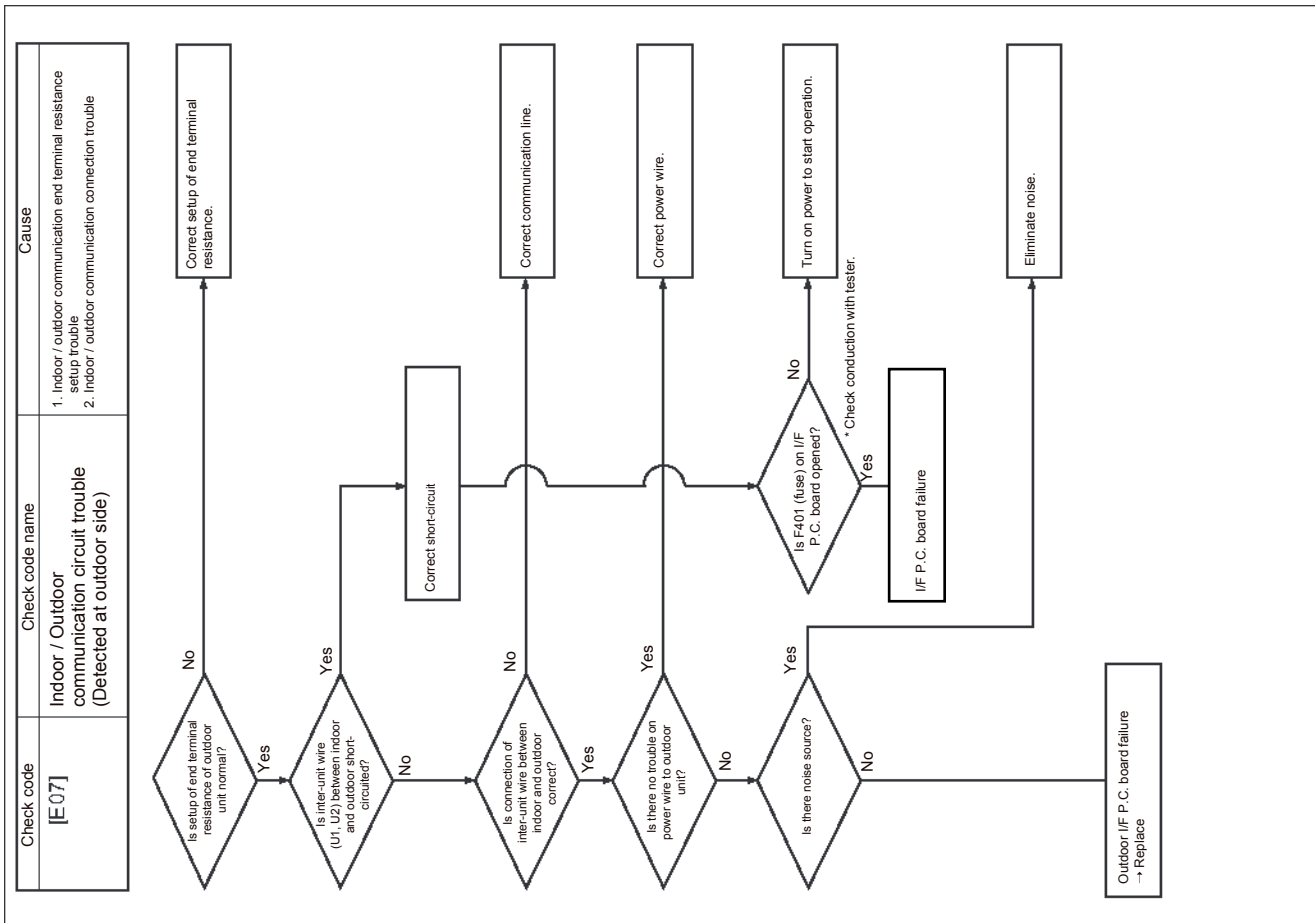 Check code
Check code name
Cause
[E07]
Indoor / Outdoor
communication circuit trouble
(Detected at outdoor side)
1. Indoor / outdoor communication end terminal resistance
setup trouble
2. Indoor / outdoor communication connection trouble
Is setup of end terminal
resistance of outdoor
unit normal?
No
Correct setup of end terminal
resistance.
Yes
Is inter-unit wire
(U1, U2) between indoor
and outdoor short-
circuited?
Yes
Correct short-circuit
No
Is connection of
inter-unit wire between
indoor and outdoor
correct?
No
Correct communication line.
Yes
Is there no trouble on
power wire to outdoor
unit?
Yes
Correct power wire.
No
Is F401 (fuse) on I/F
P.C. board opened?
No
Turn on power to start operation.
* Check conduction with tester.
Yes
I/F P.C. board failure
Is there noise source?
Yes
Eliminate noise.
No
Outdoor I/F P.C. board failure
→ Replace